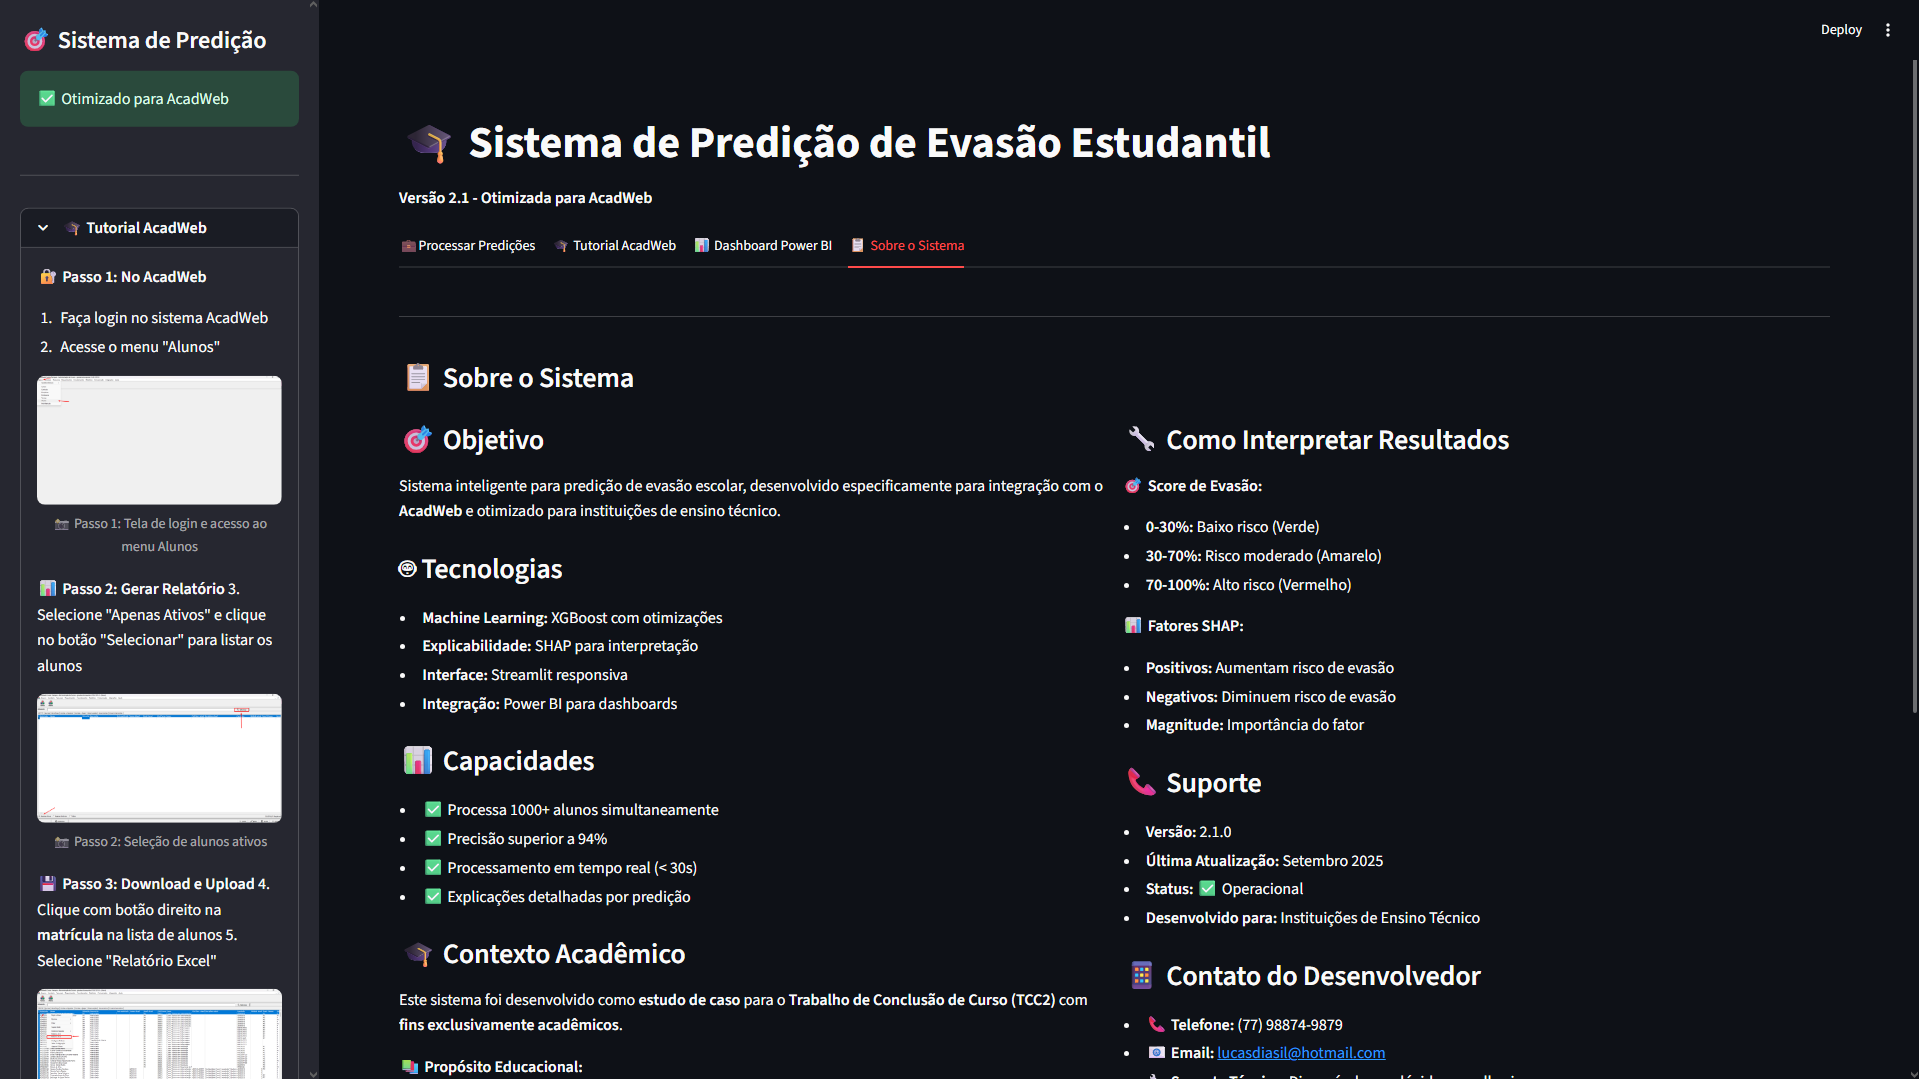 Sistema de Predição
Otimizado para AcadWeb
Tutorial AcadWeb
Passo 1: No AcadWeb
1. Faça login no sistema AcadWeb
2. Acesse o menu "Alunos"
Passo 1: Tela de login e acesso ao
menu Alunos
Passo 2: Gerar Relatório 3.
Selecione "Apenas Ativos" e clique
no botão "Selecionar" para listar os
alunos
Passo 2: Seleção de alunos ativos
Passo 3: Download e Upload 4.
Clique com botão direito na
matrícula na lista de alunos 5.
Selecione "Relatório Excel"
Deploy
Sistema de Predição de Evasão Estudantil
Versão 2.1 - Otimizada para AcadWeb
Processar Predições
Tutorial AcadWeb
Dashboard Power BI
Sobre o Sistema
Sobre o Sistema
Objetivo
Sistema inteligente para predição de evasão escolar, desenvolvido especificamente para integração com o
AcadWeb e otimizado para instituições de ensino técnico.
Tecnologias
Machine Learning: XGBoost com otimizações
Explicabilidade: SHAP para interpretação
Interface: Streamlit responsiva
Integração: Power BI para dashboards
Capacidades
Processa 1000+ alunos simultaneamente
Precisão superior a 94%
Processamento em tempo real (< 30s)
Explicações detalhadas por predição
Contexto Acadêmico
Este sistema foi desenvolvido como estudo de caso para o Trabalho de Conclusão de Curso (TCC2) com
fins exclusivamente acadêmicos.
Propósito Educacional:
Como Interpretar Resultados
Score de Evasão:
0-30%: Baixo risco (Verde)
30-70%: Risco moderado (Amarelo)
70-100%: Alto risco (Vermelho)
Fatores SHAP:
Positivos: Aumentam risco de evasão
Negativos: Diminuem risco de evasão
Magnitude: Importância do fator
Suporte
Versão: 2.1.0
Última Atualização: Setembro 2025
Status: Operacional
Desenvolvido para: Instituições de Ensino Técnico
Contato do Desenvolvedor
Telefone: (77) 98874-9879
Email: lucasdiasil@hotmail.com